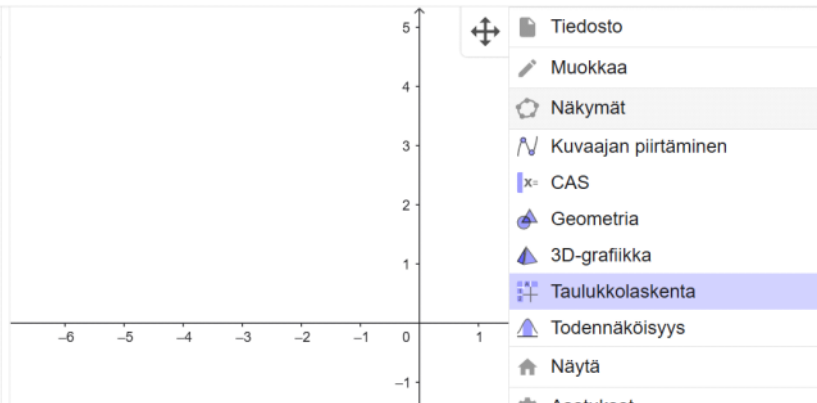 5
Tiedosto
Muokkaa
4
Näkymät
3
Kuvaajan piirtäminen
x= CAS
2
Geometria
3D-grafiikka
1
Taulukkolaskenta
Todennäköisyys
–6 –5 –4 –3 –2 –1 0 1
Näytä
–1